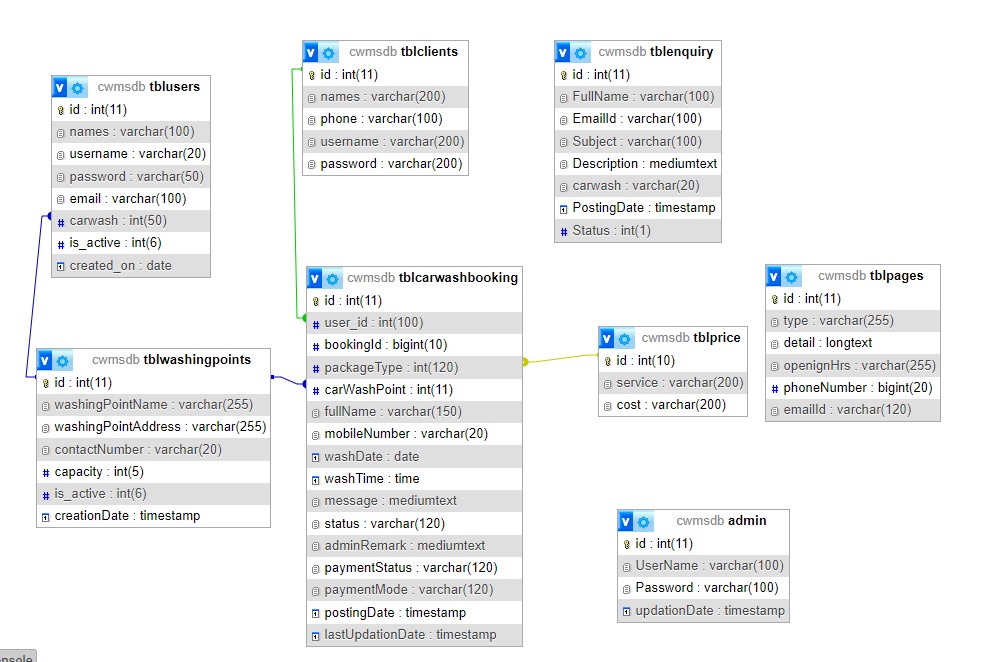 cwmsdb tblusers
id : int(11)
names : varchar(100)
username : varchar(20)
password : varchar(50)
email : varchar(100)
# carwash : int(50)
# is_active : int(6)
created_on : date
cwmsdb tblclients
id : int(11)
names : varchar(200)
phone : varchar(100)
username : varchar(200)
password : varchar(200)
cwmsdb tblenquiry
id : int(11)
FullName : varchar(100)
EmailId : varchar(100)
Subject : varchar(100)
Description : mediumtext
carwash : varchar(20)
PostingDate : timestamp
# Status : int(1)
cwmsdb tblwashingpoints
id : int(11)
washingPointName : varchar(255)
washingPointAddress : varchar(255)
contactNumber : varchar(20)
# capacity : int(5)
# is_active : int(6)
creationDate : timestamp
cwmsdb tblcarwashbooking
id : int(11)
# user_id : int(100)
# bookingId : bigint(10)
# packageType : int(120)
# carWashPoint : int(11)
fullName : varchar(150)
mobileNumber : varchar(20)
washDate : date
washTime : time
message : mediumtext
status : varchar(120)
adminRemark : mediumtext
paymentStatus : varchar(120)
paymentMode : varchar(120)
postingDate : timestamp
lastUpdationDate : timestamp
cwmsdb tblprice
id : int(10)
service : varchar(200)
cost : varchar(200)
cwmsdb tblpages
id : int(11)
type : varchar(255)
detail : longtext
openignHrs : varchar(255)
# phoneNumber : bigint(20)
emailId : varchar(120)
cwmsdb admin
id : int(11)
UserName : varchar(100)
Password : varchar(100)
updationDate : timestamp
nsole